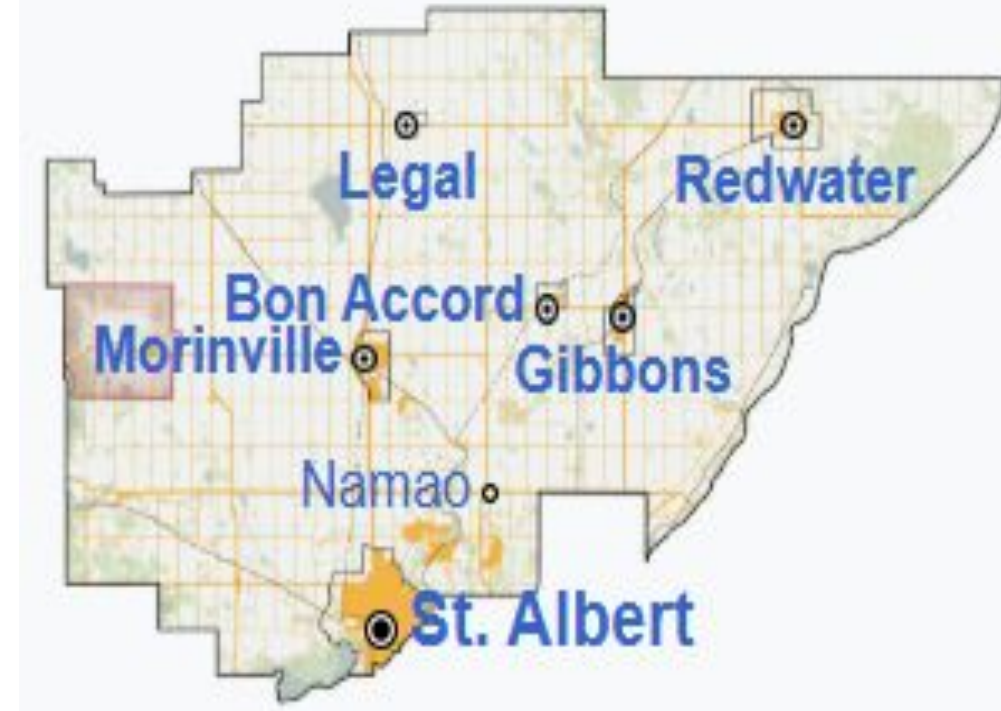 Legal
Redwater
Bon Accord
Morinville
Gibbons
Namao
St. Albert